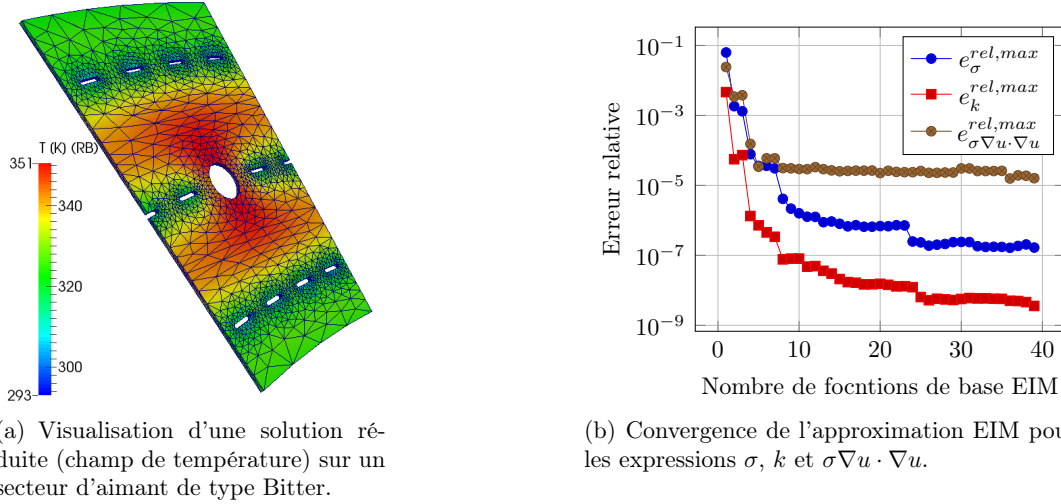 T (K) (RB)
351
340
320
300
293
(a) Visualisation d'une solution ré-
duite (champ de température) sur un
secteur d'aimant de type Bitter.
10^{-1}
10^{-3}
10^{-5}
10^{-7}
10^{-9}
Erreur relative
e_σ^{rel,max}
e_k^{rel,max}
e_{σ∇u·∇u}^{rel,max}
0 10 20 30 40
Nombre de focntions de base EIM
(b) Convergence de l'approximation EIM pou
les expressions σ, k et σ∇u · ∇u.